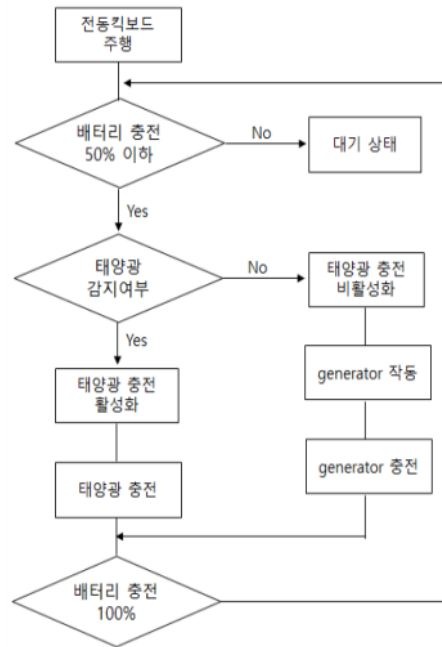 전동킥보드
주행
배터리 충전
50% 이하
No
대기 상태
Yes
태양광
감지여부
No
태양광 충전
비활성화
Yes
태양광 충전
활성화
generator 작동
태양광 충전
generator 충전
배터리 충전
100%